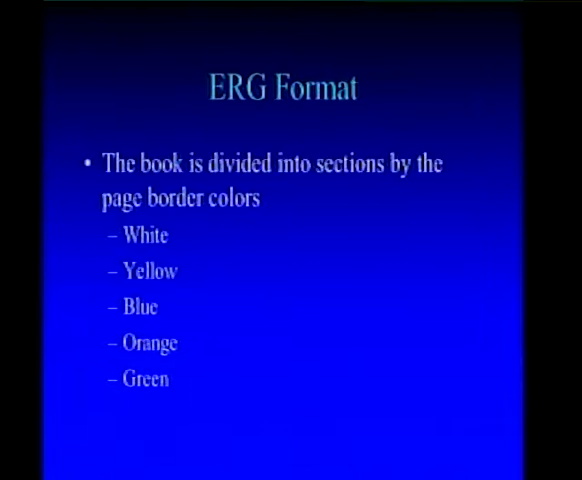 ERG Format
• The book is divided into sections by the
page border colors
– White
– Yellow
– Blue
– Orange
– Green